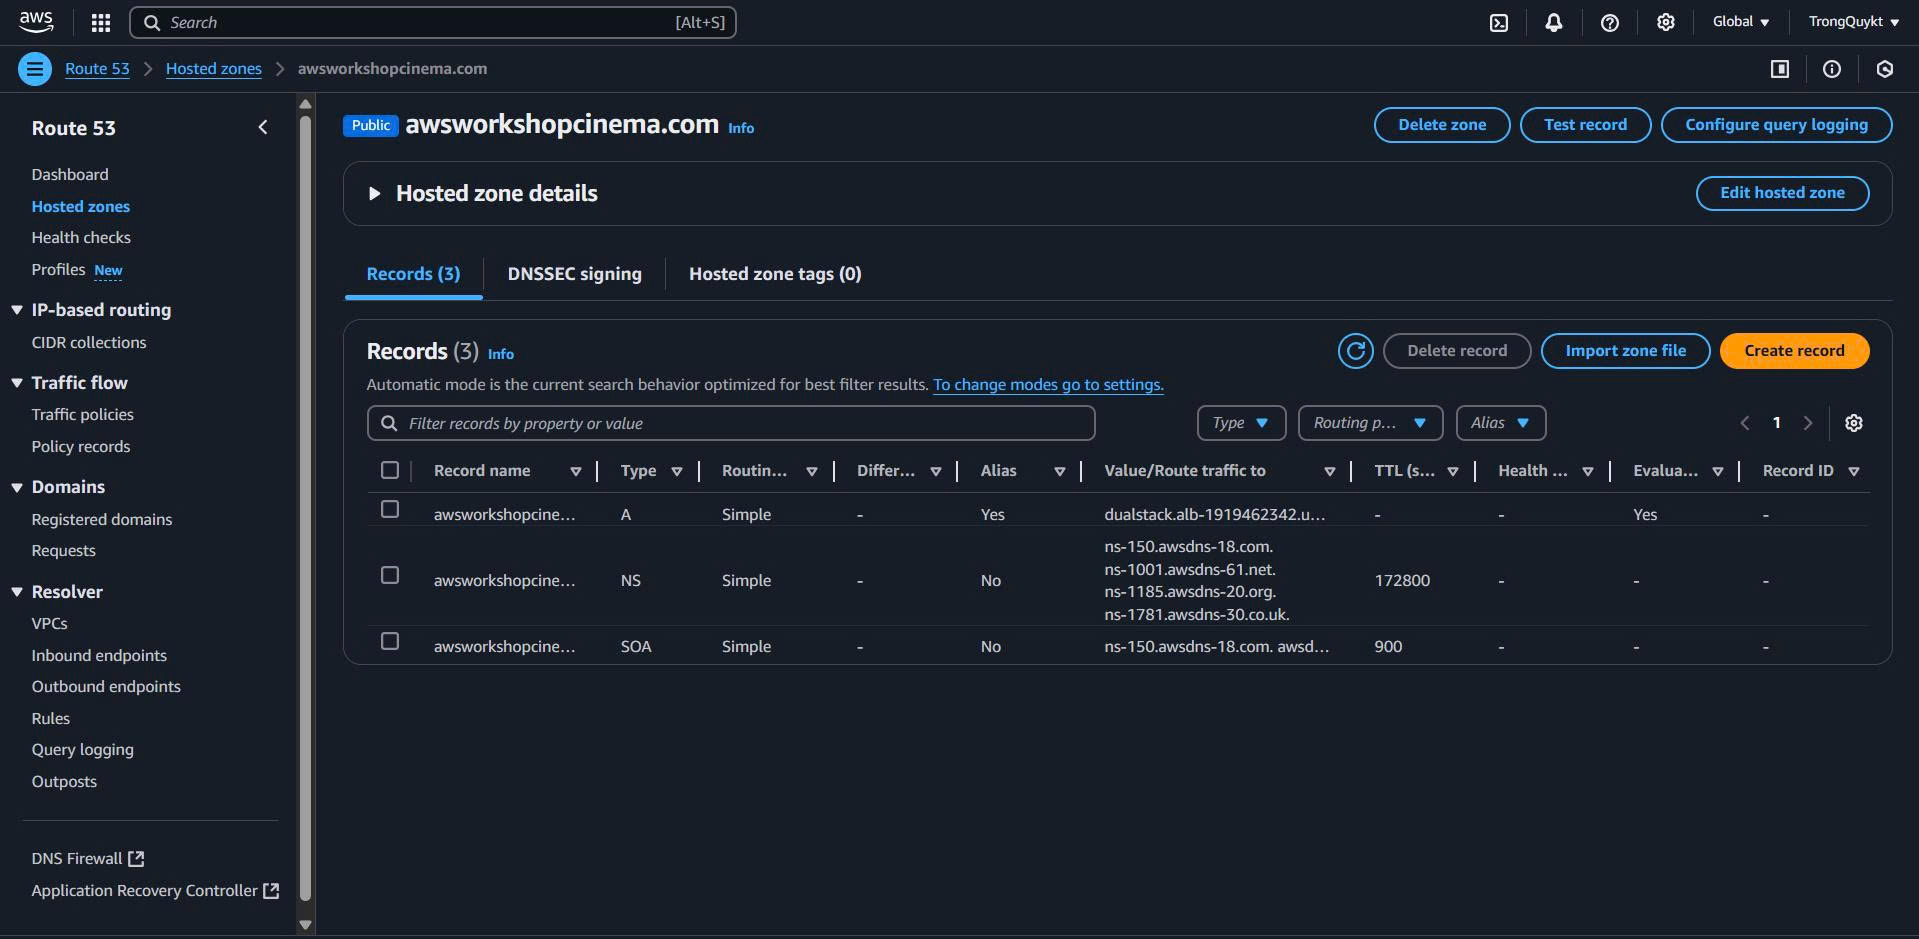 aws
Search [Alt+S]
Global
TrongQuykt
Route 53 > Hosted zones > awsworkshopcinema.com
Route 53
Dashboard
Hosted zones
Health checks
Profiles New
IP-based routing
CIDR collections
Traffic flow
Traffic policies
Policy records
Domains
Registered domains
Requests
Resolver
VPCs
Inbound endpoints
Outbound endpoints
Rules
Query logging
Outposts
DNS Firewall
Application Recovery Controller
Public awsworkshopcinema.com Info
Delete zone Test record Configure query logging
Hosted zone details
Edit hosted zone
Records (3) DNSSEC signing Hosted zone tags (0)
Records (3) Info
Delete record Import zone file Create record
Automatic mode is the current search behavior optimized for best filter results. To change modes go to settings.
Filter records by property or value
Type Routing p... Alias
1
Record name Type Routin... Differ... Alias Value/Route traffic to TTL (s... Health ... Evalua... Record ID
awsworkshopcine... A Simple - Yes dualstack.alb-1919462342.u... - - Yes -
awsworkshopcine... NS Simple - No ns-150.awsdns-18.com. 172800 - - -
ns-1001.awsdns-61.net.
ns-1185.awsdns-20.org.
ns-1781.awsdns-30.co.uk.
awsworkshopcine... SOA Simple - No ns-150.awsdns-18.com. awsd... 900 - - -